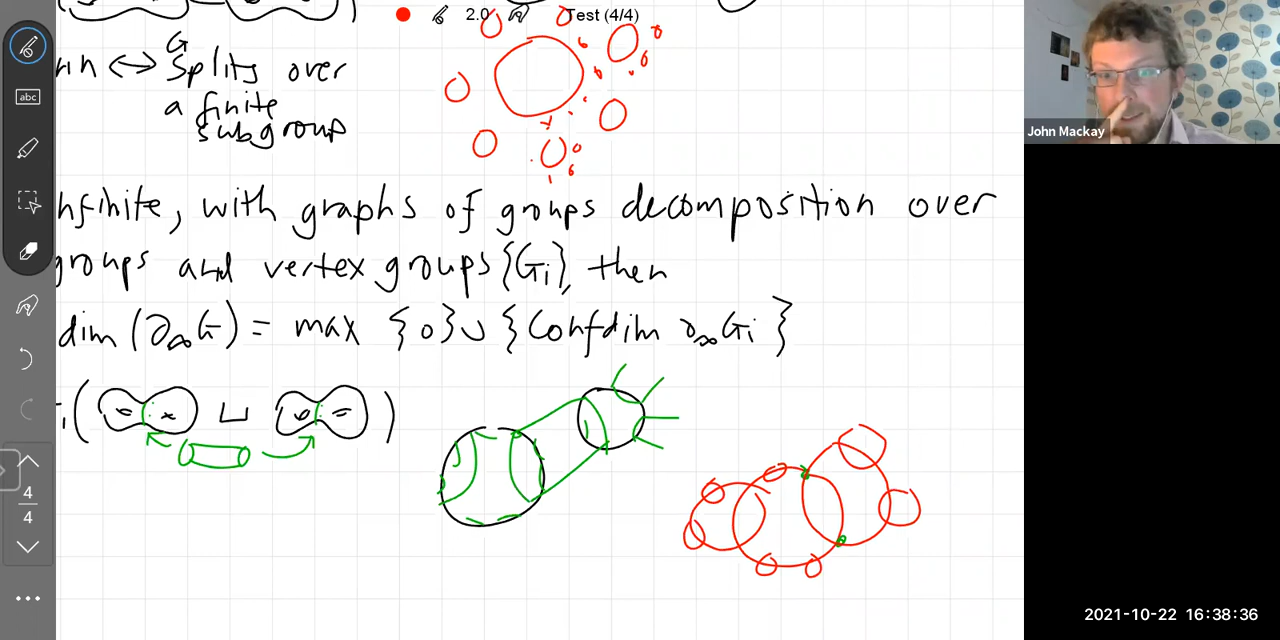 2.0 Test (4/4)
G
↔ Splits over
a finite
subgroup
John Mackay
nfinite, with graphs of groups decomposition over
groups and vertex groups {Gi}, then
dim (∂∞G) = max {0} ∪ {Confdim ∂∞Gi}
abc
( ⊔ )
4
4
2021-10-22 16:38:36